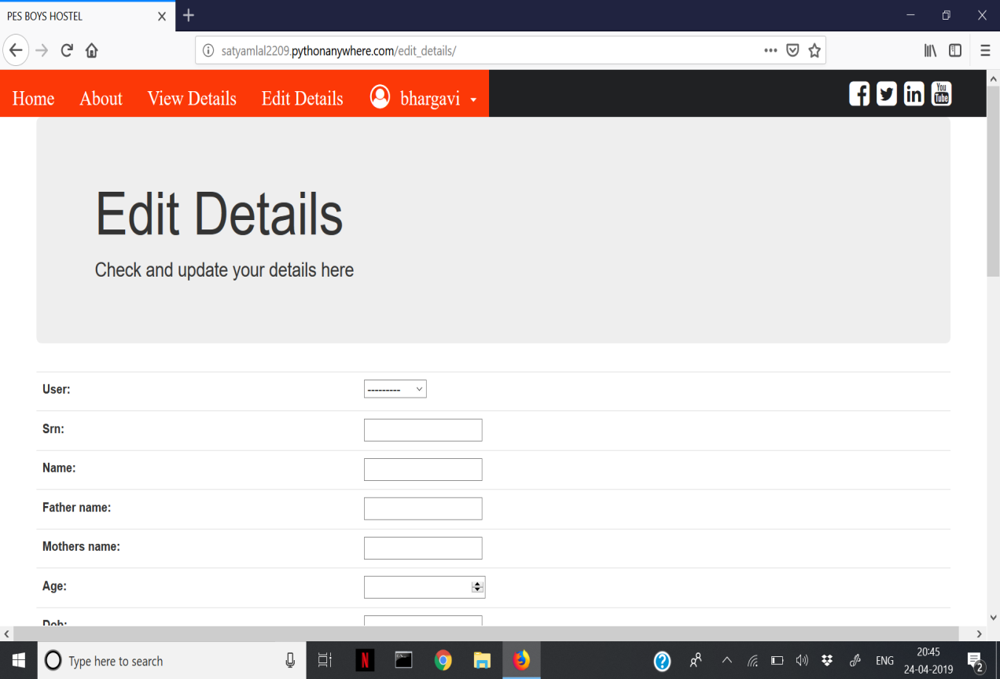 PES BOYS HOSTEL
satyamlal2209.pythonanywhere.com/edit_details/
Home About View Details Edit Details bhargavi
You Tube
Edit Details
Check and update your details here
User: ---------
Srn:
Name:
Father name:
Mothers name:
Age:
Dob:
Type here to search
ENG
20:45
24-04-2019
2